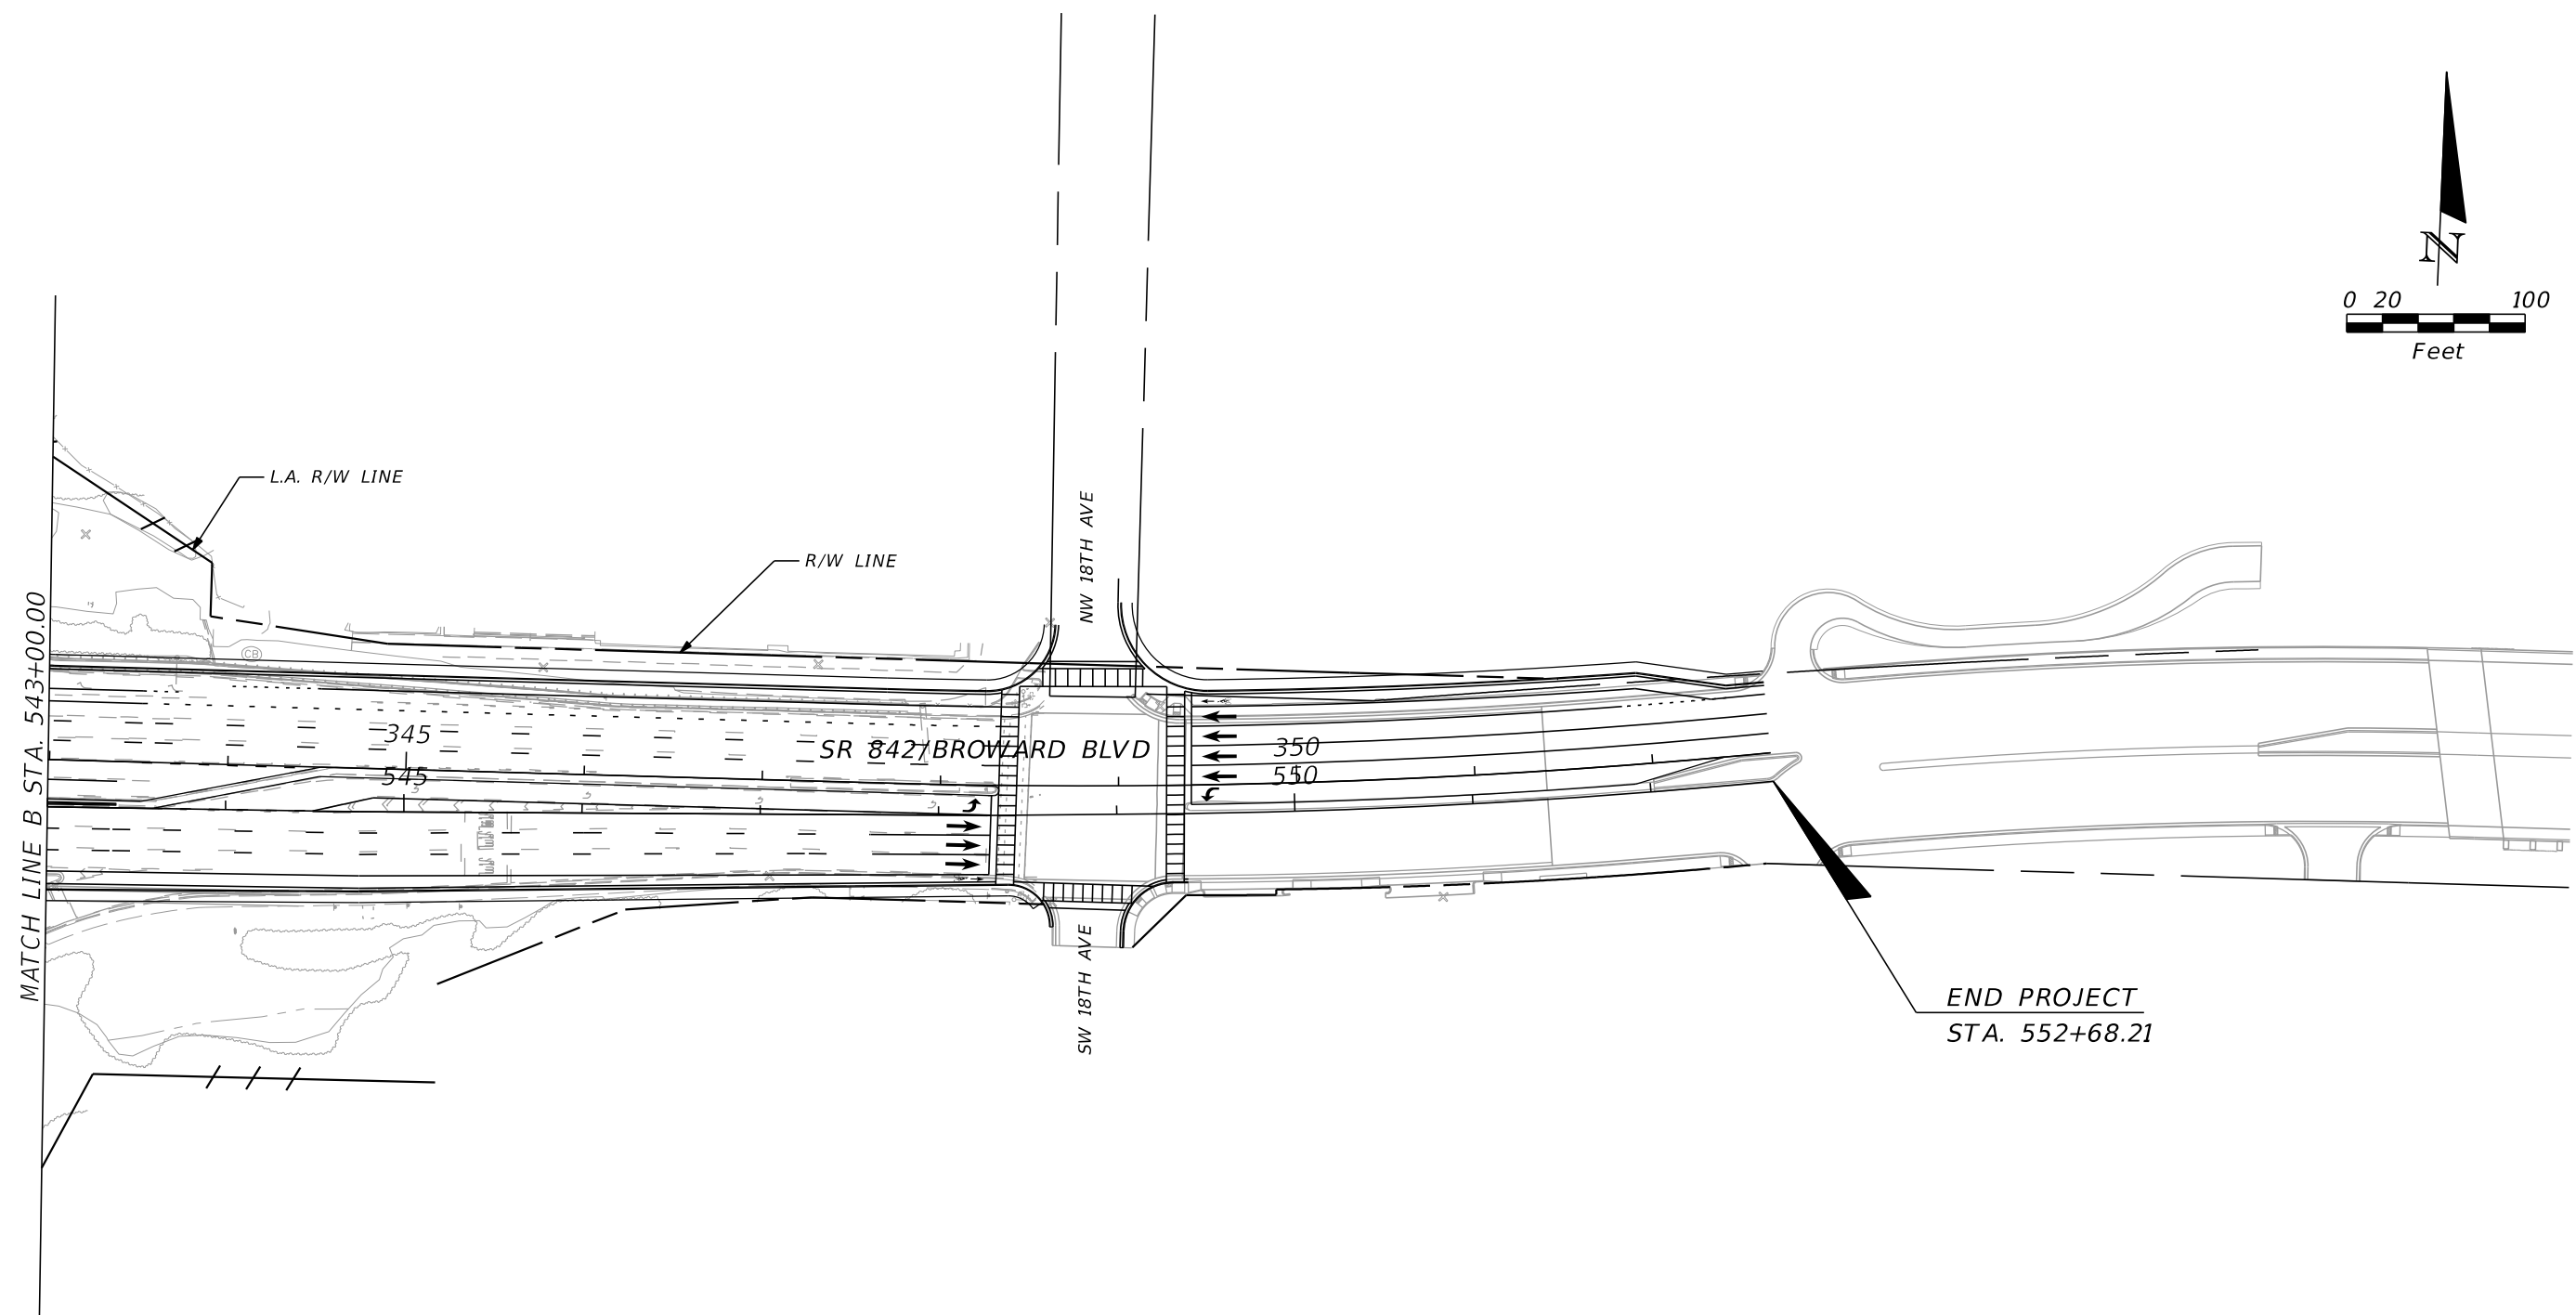 N
0 20 100
Feet
L.A. R/W LINE
R/W LINE
NW 18TH AVE
MATCH LINE B STA. 543+00.00
CB
345
SR 842/BROWARD BLVD
350
545
550
SW 18TH AVE
END PROJECT
STA. 552+68.21